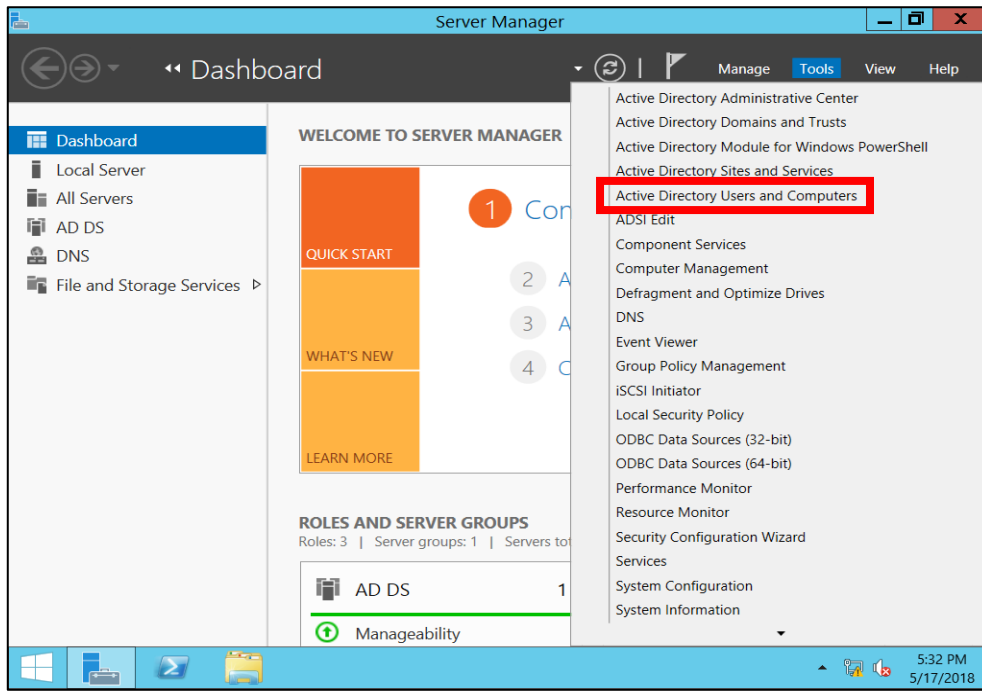 Server Manager
Dashboard
Manage
Tools
View
Help
Dashboard
Local Server
All Servers
AD DS
DNS
File and Storage Services
WELCOME TO SERVER MANAGER
QUICK START
WHAT'S NEW
LEARN MORE
1
2 A
3 A
4 C
ROLES AND SERVER GROUPS
Roles: 3 | Server groups: 1 | Servers
AD DS 1
Manageability
Active Directory Administrative Center
Active Directory Domains and Trusts
Active Directory Module for Windows PowerShell
Active Directory Sites and Services
Active Directory Users and Computers
ADSI Edit
Component Services
Computer Management
Defragment and Optimize Drives
DNS
Event Viewer
Group Policy Management
iSCSI Initiator
Local Security Policy
ODBC Data Sources (32-bit)
ODBC Data Sources (64-bit)
Performance Monitor
Resource Monitor
Security Configuration Wizard
Services
System Configuration
System Information
5:32 PM
5/17/2018